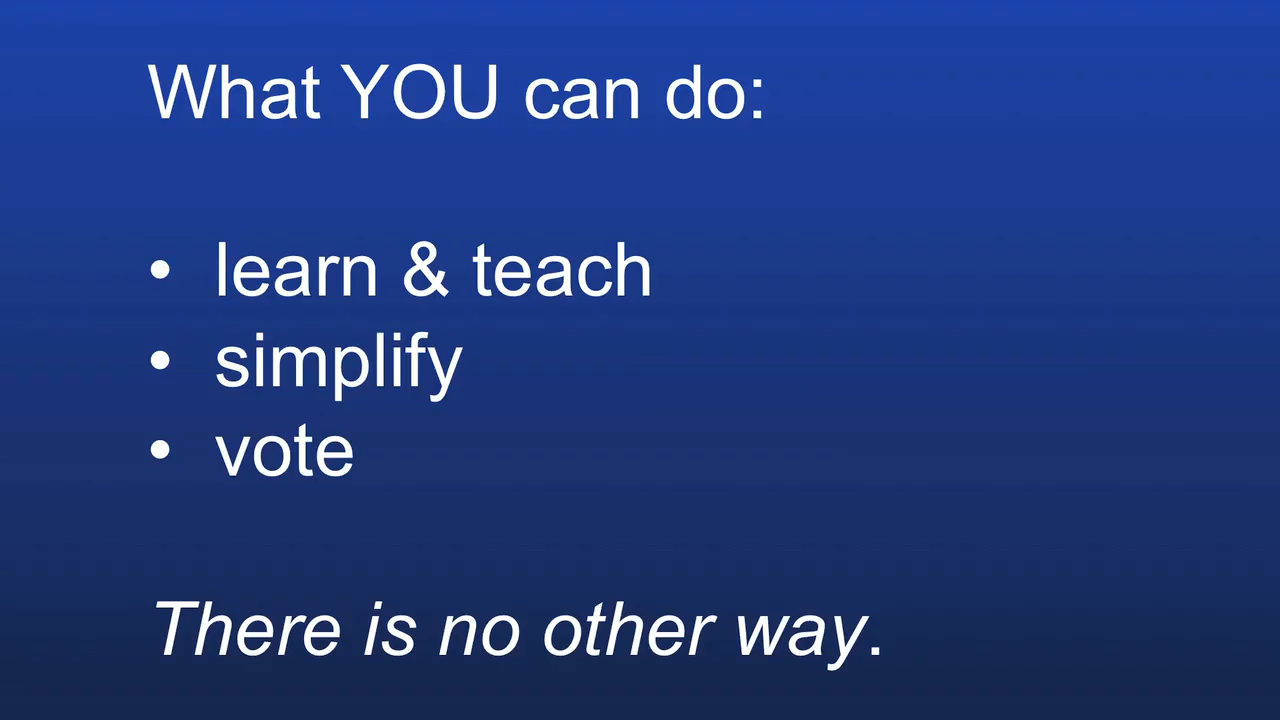 What YOU can do:
• learn & teach
• simplify
• vote
There is no other way.